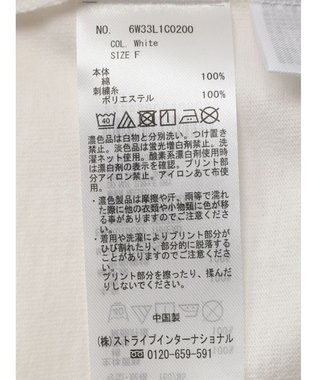 NO. 6W33L1C0200
COL. White
SIZE F
本体
綿 100%
刺繍糸
ポリエステル 100%
40
濃色品は白物と分別洗い。つけ置き
禁止。淡色品は蛍光増白剤禁止。洗
濯ネット使用。酸素系漂白剤使用時
は漂白剤の表示を確認。プリント部分
アイロン禁止。アイロンあて布使
用。
・濃色製品は摩擦や汗、雨等で濡れ
た際に他の衣類や小物類に色が移
る事がありますのでご注意くださ
い。
・着用や洗濯によりプリント部分が
ひび割れたり、部分的に脱落する
ことがありますのでご注意くださ
い。
プリント部分を擦ったり、揉んだ
りしないでください。
中国製
(株)ストライプインターナショナル
☎ 0120-659-591